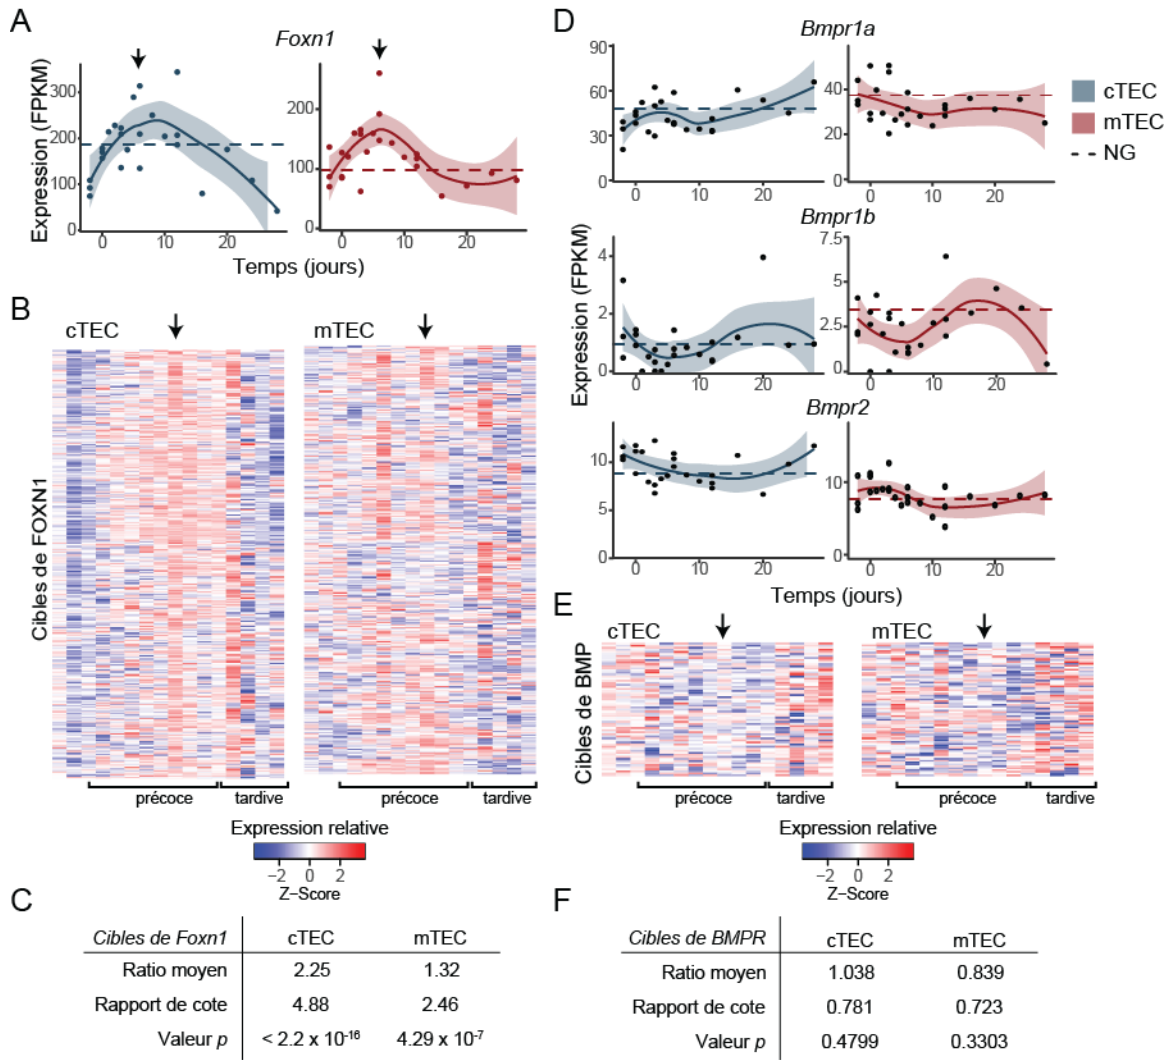 A
Foxn1
Expression (FPKM)
300
200
100
0
200
100
0
0 10 20
0 10 20
Temps (jours)
B
cTEC
mTEC
Cibles de FOXN1
précoce
tardive
précoce
tardive
Expression relative
−2 0 2
Z−Score
C
Cibles de Foxn1 cTEC mTEC
Ratio moyen 2.25 1.32
Rapport de cote 4.88 2.46
Valeur p < 2.2 x 10⁻¹⁶ 4.29 x 10⁻⁷
D
Bmpr1a
Expression (FPKM)
90
60
30
0
60
40
20
0
0 10 20
0 10 20
cTEC
mTEC
NG
Bmpr1b
4
2
0
7.5
5
2.5
0
0 10 20
0 10 20
Bmpr2
10
5
0
10
0
0 10 20
0 10 20
Temps (jours)
E
cTEC
mTEC
Cibles de BMP
précoce
tardive
précoce
tardive
Expression relative
−2 0 2
Z−Score
F
Cibles de BMPR cTEC mTEC
Ratio moyen 1.038 0.839
Rapport de cote 0.781 0.723
Valeur p 0.4799 0.3303